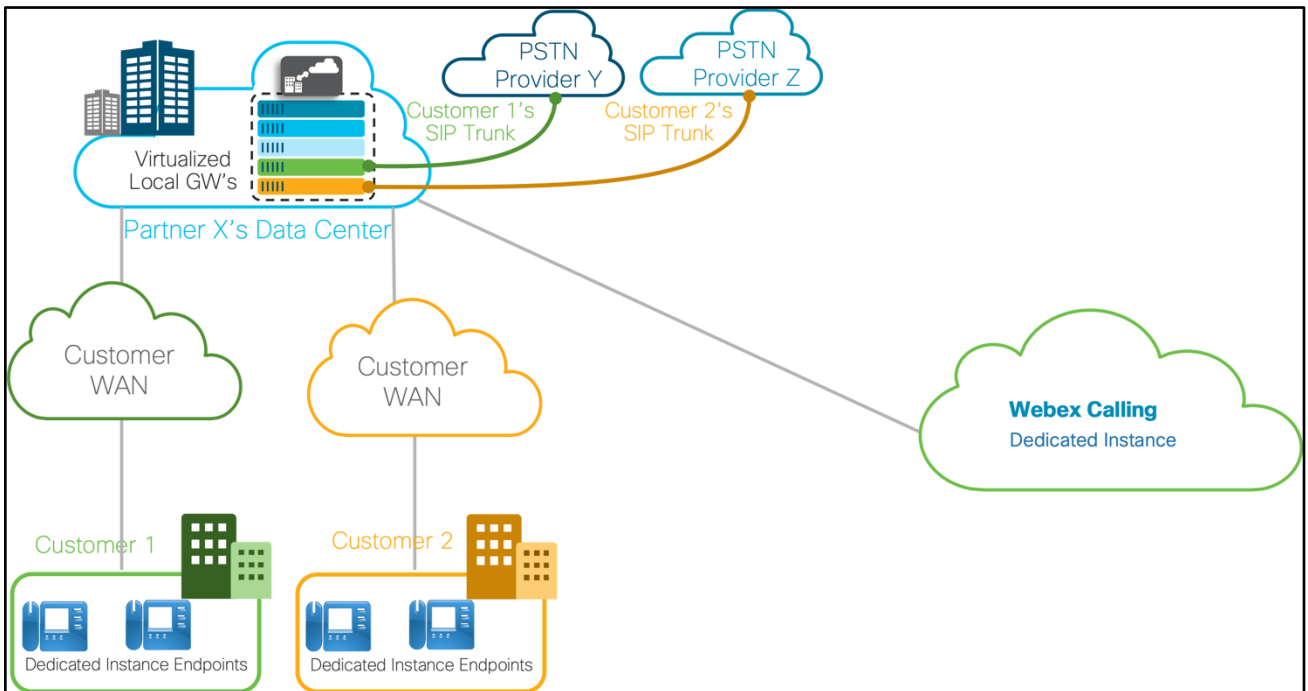 PSTN
Provider Y
PSTN
Provider Z
Customer 1's
SIP Trunk
Customer 2's
SIP Trunk
Virtualized
Local GW's
Partner X's Data Center
Customer
WAN
Customer
WAN
Webex Calling
Dedicated Instance
Customer 1
Customer 2
Dedicated Instance Endpoints
Dedicated Instance Endpoints